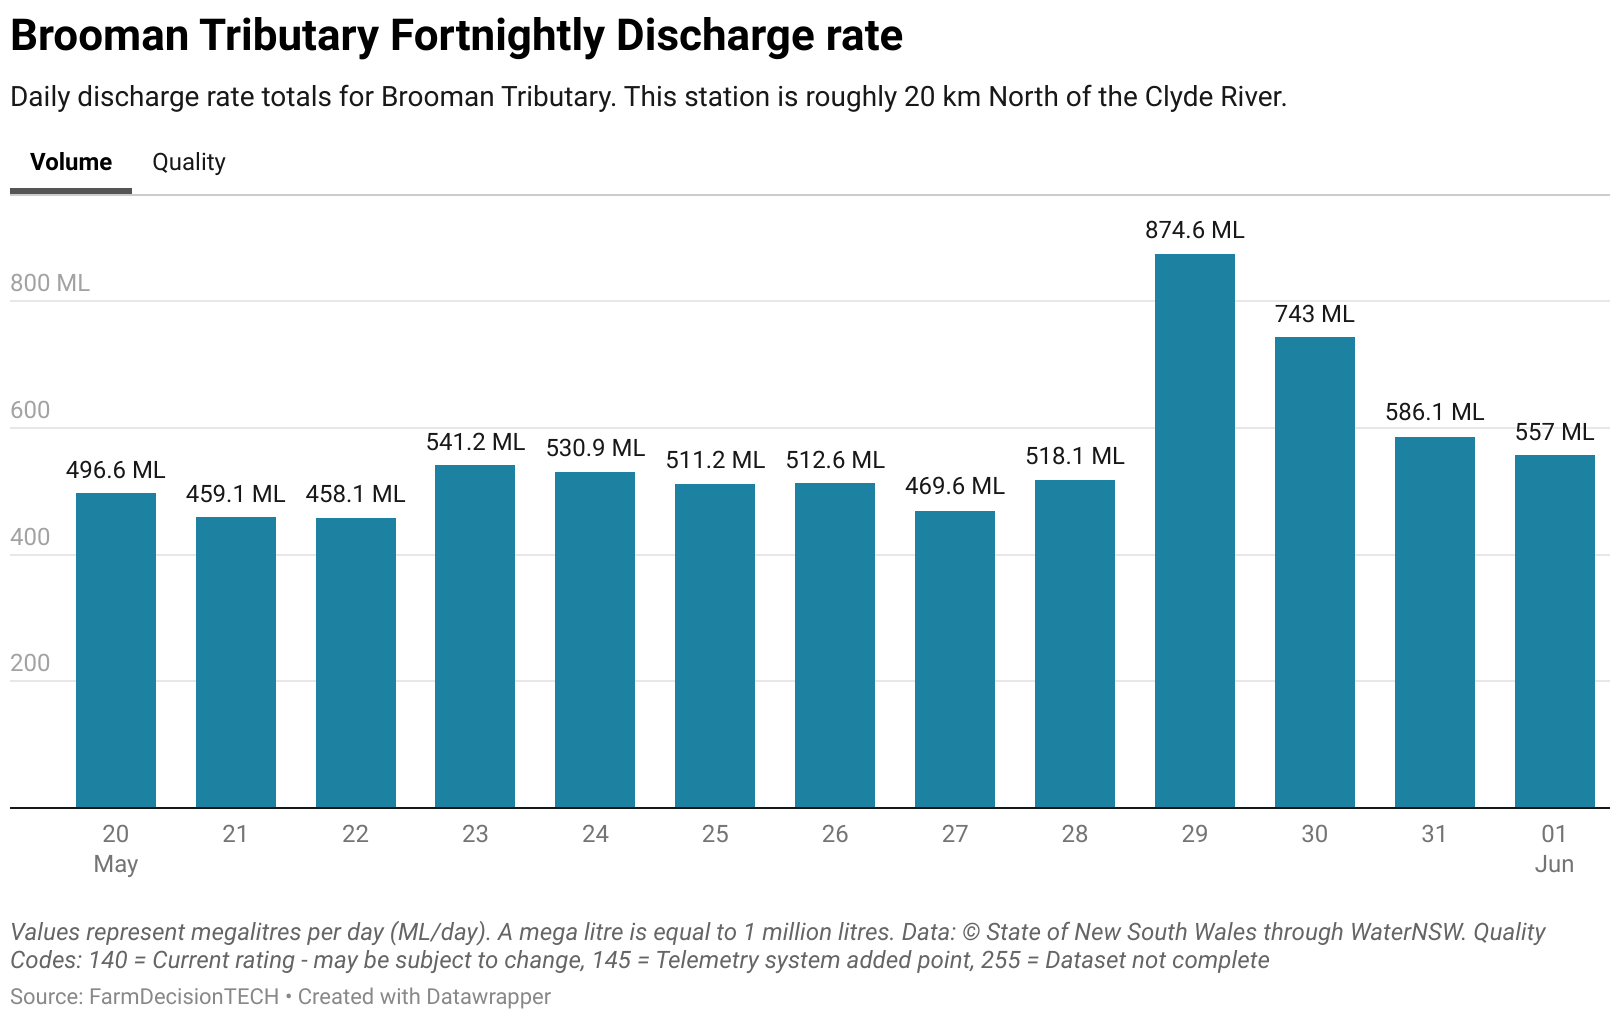 Brooman Tributary Fortnightly Discharge rate
Daily discharge rate totals for Brooman Tributary. This station is roughly 20 km North of the Clyde River.
Volume Quality
874.6 ML
800 ML
743 ML
600
586.1 ML
557 ML
541.2 ML
530.9 ML
511.2 ML
512.6 ML
518.1 ML
496.6 ML
459.1 ML
458.1 ML
469.6 ML
400
200
20 21 22 23 24 25 26 27 28 29 30 31 01
May Jun
Values represent megalitres per day (ML/day). A mega litre is equal to 1 million litres. Data: © State of New South Wales through WaterNSW. Quality
Codes: 140 = Current rating - may be subject to change, 145 = Telemetry system added point, 255 = Dataset not complete
Source: FarmDecisionTECH • Created with Datawrapper